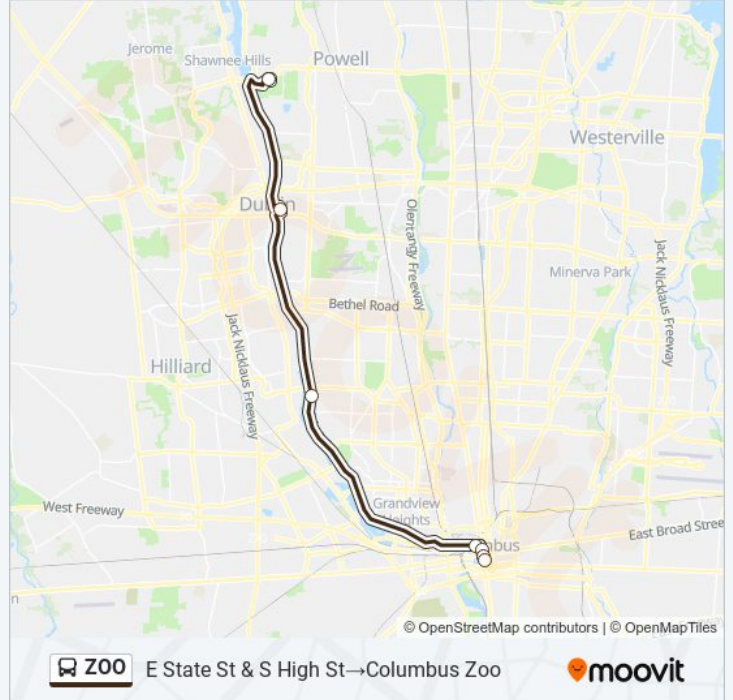 Jerome
Shawnee Hills
Powell
Westerville
Dublin
Olentangy Freeway
Jack Nicklaus Freeway
Minerva Park
Bethel Road
Jack Nicklaus Freeway
Hilliard
West Freeway
Grandview
Heights
East Broad Stree
mbus
n
© OpenStreetMap contributors | © OpenMapTiles
ZOO E State St & S High St→Columbus Zoo
moovit